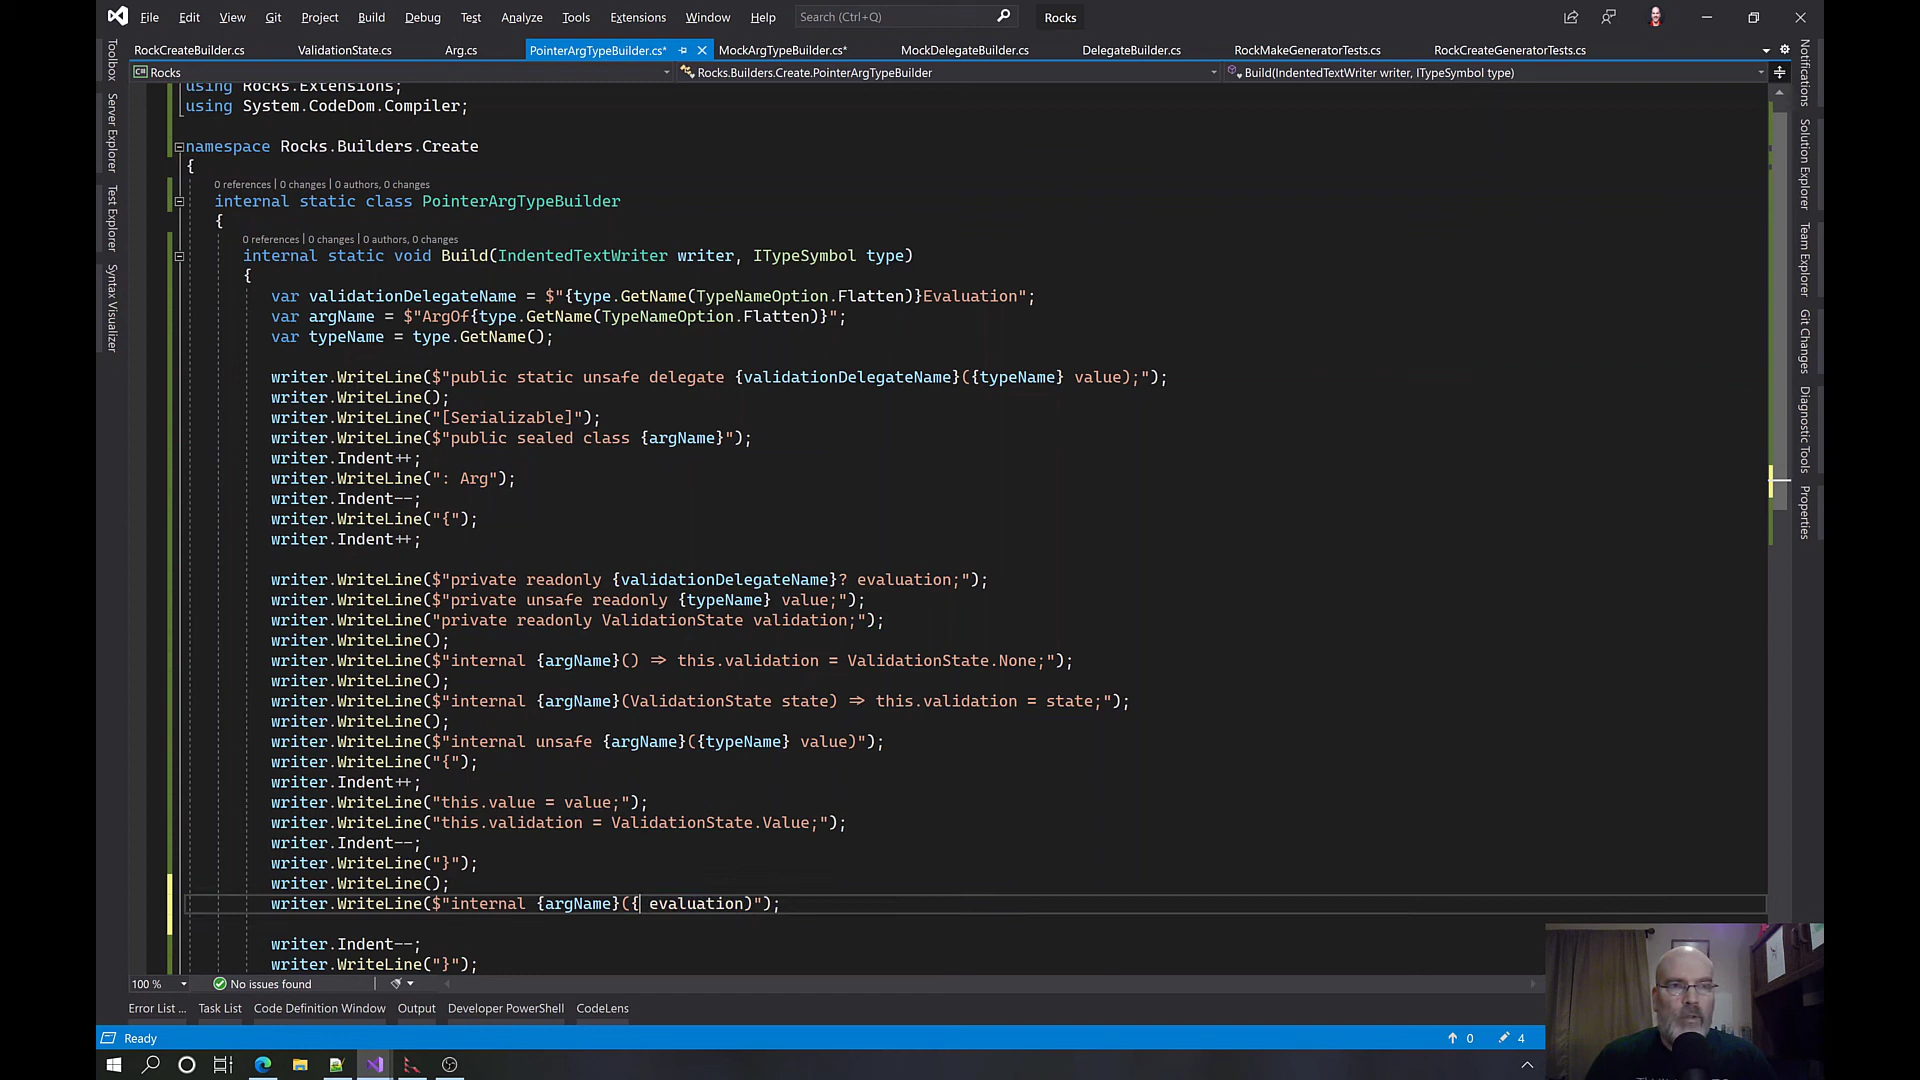 File Edit View Git Project Build Debug Test Analyze Tools Extensions Window Help Search (Ctrl+Q) Rocks
RockCreateBuilder.cs ValidationState.cs Arg.cs PointerArgTypeBuilder.cs* MockArgTypeBuilder.cs* MockDelegateBuilder.cs DelegateBuilder.cs RockMakeGeneratorTests.cs RockCreateGeneratorTests.cs
Rocks Rocks.Builders.Create.PointerArgTypeBuilder Build(IndentedTextWriter writer, ITypeSymbol type)
Toolbox
Server Explorer
Test Explorer
Syntax Visualizer
using Rocks.Extensions;
using System.CodeDom.Compiler;
namespace Rocks.Builders.Create
{
0 references | 0 changes | 0 authors, 0 changes
internal static class PointerArgTypeBuilder
{
0 references | 0 changes | 0 authors, 0 changes
internal static void Build(IndentedTextWriter writer, ITypeSymbol type)
{
var validationDelegateName = $"{type.GetName(TypeNameOption.Flatten)}Evaluation";
var argName = $"ArgOf{type.GetName(TypeNameOption.Flatten)}";
var typeName = type.GetName();
writer.WriteLine($"public static unsafe delegate {validationDelegateName}({typeName} value);");
writer.WriteLine();
writer.WriteLine("[Serializable]");
writer.WriteLine($"public sealed class {argName}");
writer.Indent++;
writer.WriteLine(": Arg");
writer.Indent--;
writer.WriteLine("{");
writer.Indent++;
writer.WriteLine($"private readonly {validationDelegateName}? evaluation;");
writer.WriteLine($"private unsafe readonly {typeName} value;");
writer.WriteLine("private readonly ValidationState validation;");
writer.WriteLine();
writer.WriteLine($"internal {argName}() => this.validation = ValidationState.None;");
writer.WriteLine();
writer.WriteLine($"internal {argName}(ValidationState state) => this.validation = state;");
writer.WriteLine();
writer.WriteLine($"internal unsafe {argName}({typeName} value)");
writer.WriteLine("{");
writer.Indent++;
writer.WriteLine("this.value = value;");
writer.WriteLine("this.validation = ValidationState.Value;");
writer.Indent--;
writer.WriteLine("}");
writer.WriteLine();
writer.WriteLine($"internal {argName}({ evaluation)");
writer.Indent--;
writer.WriteLine("}");
Notifications
Solution Explorer
Team Explorer
Git Changes
Diagnostic Tools
Properties
100 % No issues found
Error List ... Task List Code Definition Window Output Developer PowerShell CodeLens
Ready 0 4